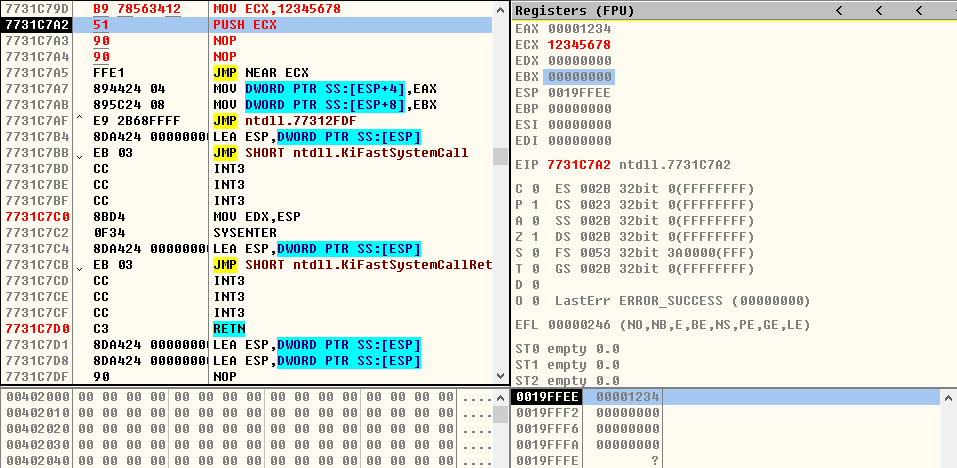 7731C79D B9 78563412 MOV ECX,12345678
7731C7A2 51 PUSH ECX
7731C7A3 90 NOP
7731C7A4 90 NOP
7731C7A5 FFE1 JMP NEAR ECX
7731C7A7 894424 04 MOV DWORD PTR SS:[ESP+4],EAX
7731C7AB 895C24 08 MOV DWORD PTR SS:[ESP+8],EBX
7731C7AF ^ E9 2B68FFFF JMP ntdll.77312FDF
7731C7B4 8DA424 0000000 LEA ESP,DWORD PTR SS:[ESP]
7731C7BB EB 03 JMP SHORT ntdll.KiFastSystemCall
7731C7BD CC INT3
7731C7BE CC INT3
7731C7BF CC INT3
7731C7C0 8BD4 MOV EDX,ESP
7731C7C2 0F34 SYSENTER
7731C7C4 8DA424 0000000 LEA ESP,DWORD PTR SS:[ESP]
7731C7CB EB 03 JMP SHORT ntdll.KiFastSystemCallRet
7731C7CD CC INT3
7731C7CE CC INT3
7731C7CF CC INT3
7731C7D0 C3 RETN
7731C7D1 8DA424 0000000 LEA ESP,DWORD PTR SS:[ESP]
7731C7D8 8DA424 0000000 LEA ESP,DWORD PTR SS:[ESP]
7731C7DF 90 NOP
Registers (FPU) < < <
EAX 00001234
ECX 12345678
EDX 00000000
EBX 00000000
ESP 0019FFEE
EBP 00000000
ESI 00000000
EDI 00000000
EIP 7731C7A2 ntdll.7731C7A2
C 0 ES 002B 32bit 0(FFFFFFFF)
P 1 CS 0023 32bit 0(FFFFFFFF)
A 0 SS 002B 32bit 0(FFFFFFFF)
Z 1 DS 002B 32bit 0(FFFFFFFF)
S 0 FS 0053 32bit 3A0000(FFF)
T 0 GS 002B 32bit 0(FFFFFFFF)
D 0
O 0 LastErr ERROR_SUCCESS (00000000)
EFL 00000246 (NO,NB,E,BE,NS,PE,GE,LE)
ST0 empty 0.0
ST1 empty 0.0
ST2 empty 0.0
00402000 00 00 00 00 00 00 00 00 00 00 00 00 00 00 00 00 ....
00402010 00 00 00 00 00 00 00 00 00 00 00 00 00 00 00 00 ....
00402020 00 00 00 00 00 00 00 00 00 00 00 00 00 00 00 00 ....
00402030 00 00 00 00 00 00 00 00 00 00 00 00 00 00 00 00 ....
00402040 00 00 00 00 00 00 00 00 00 00 00 00 00 00 00 00 ....
0019FFEE 00001234
0019FFF2 00000000
0019FFF6 00000000
0019FFFA 00000000
0019FFFE ?